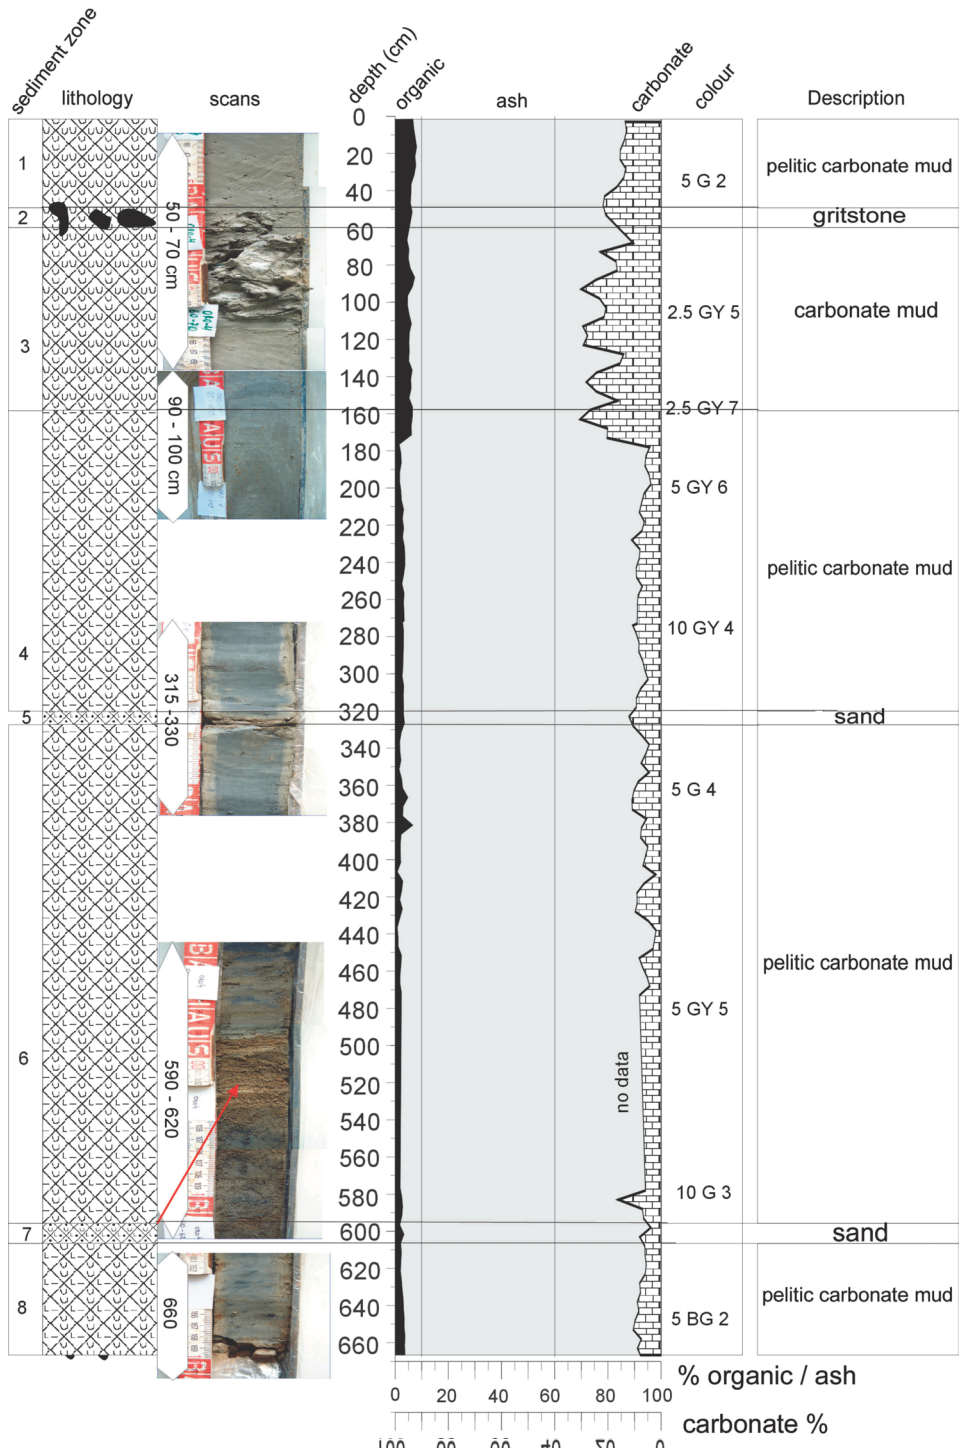 sediment zone
lithology
scans
depth (cm)
organic
ash
carbonate
colour
Description
0
20
40
60
80
100
120
140
160
180
200
220
240
260
280
300
320
340
360
380
400
420
440
460
480
500
520
540
560
580
600
620
640
660
1
2
3
4
5
6
7
8
50 - 70 cm
90 - 100 cm
315 -330
590 - 620
660
5 G 2
2.5 GY 5
2.5 GY 7
5 GY 6
10 GY 4
5 G 4
5 GY 5
no data
10 G 3
5 BG 2
pelitic carbonate mud
gritstone
carbonate mud
pelitic carbonate mud
sand
pelitic carbonate mud
sand
pelitic carbonate mud
0 20 40 60 80 100
% organic / ash
carbonate %